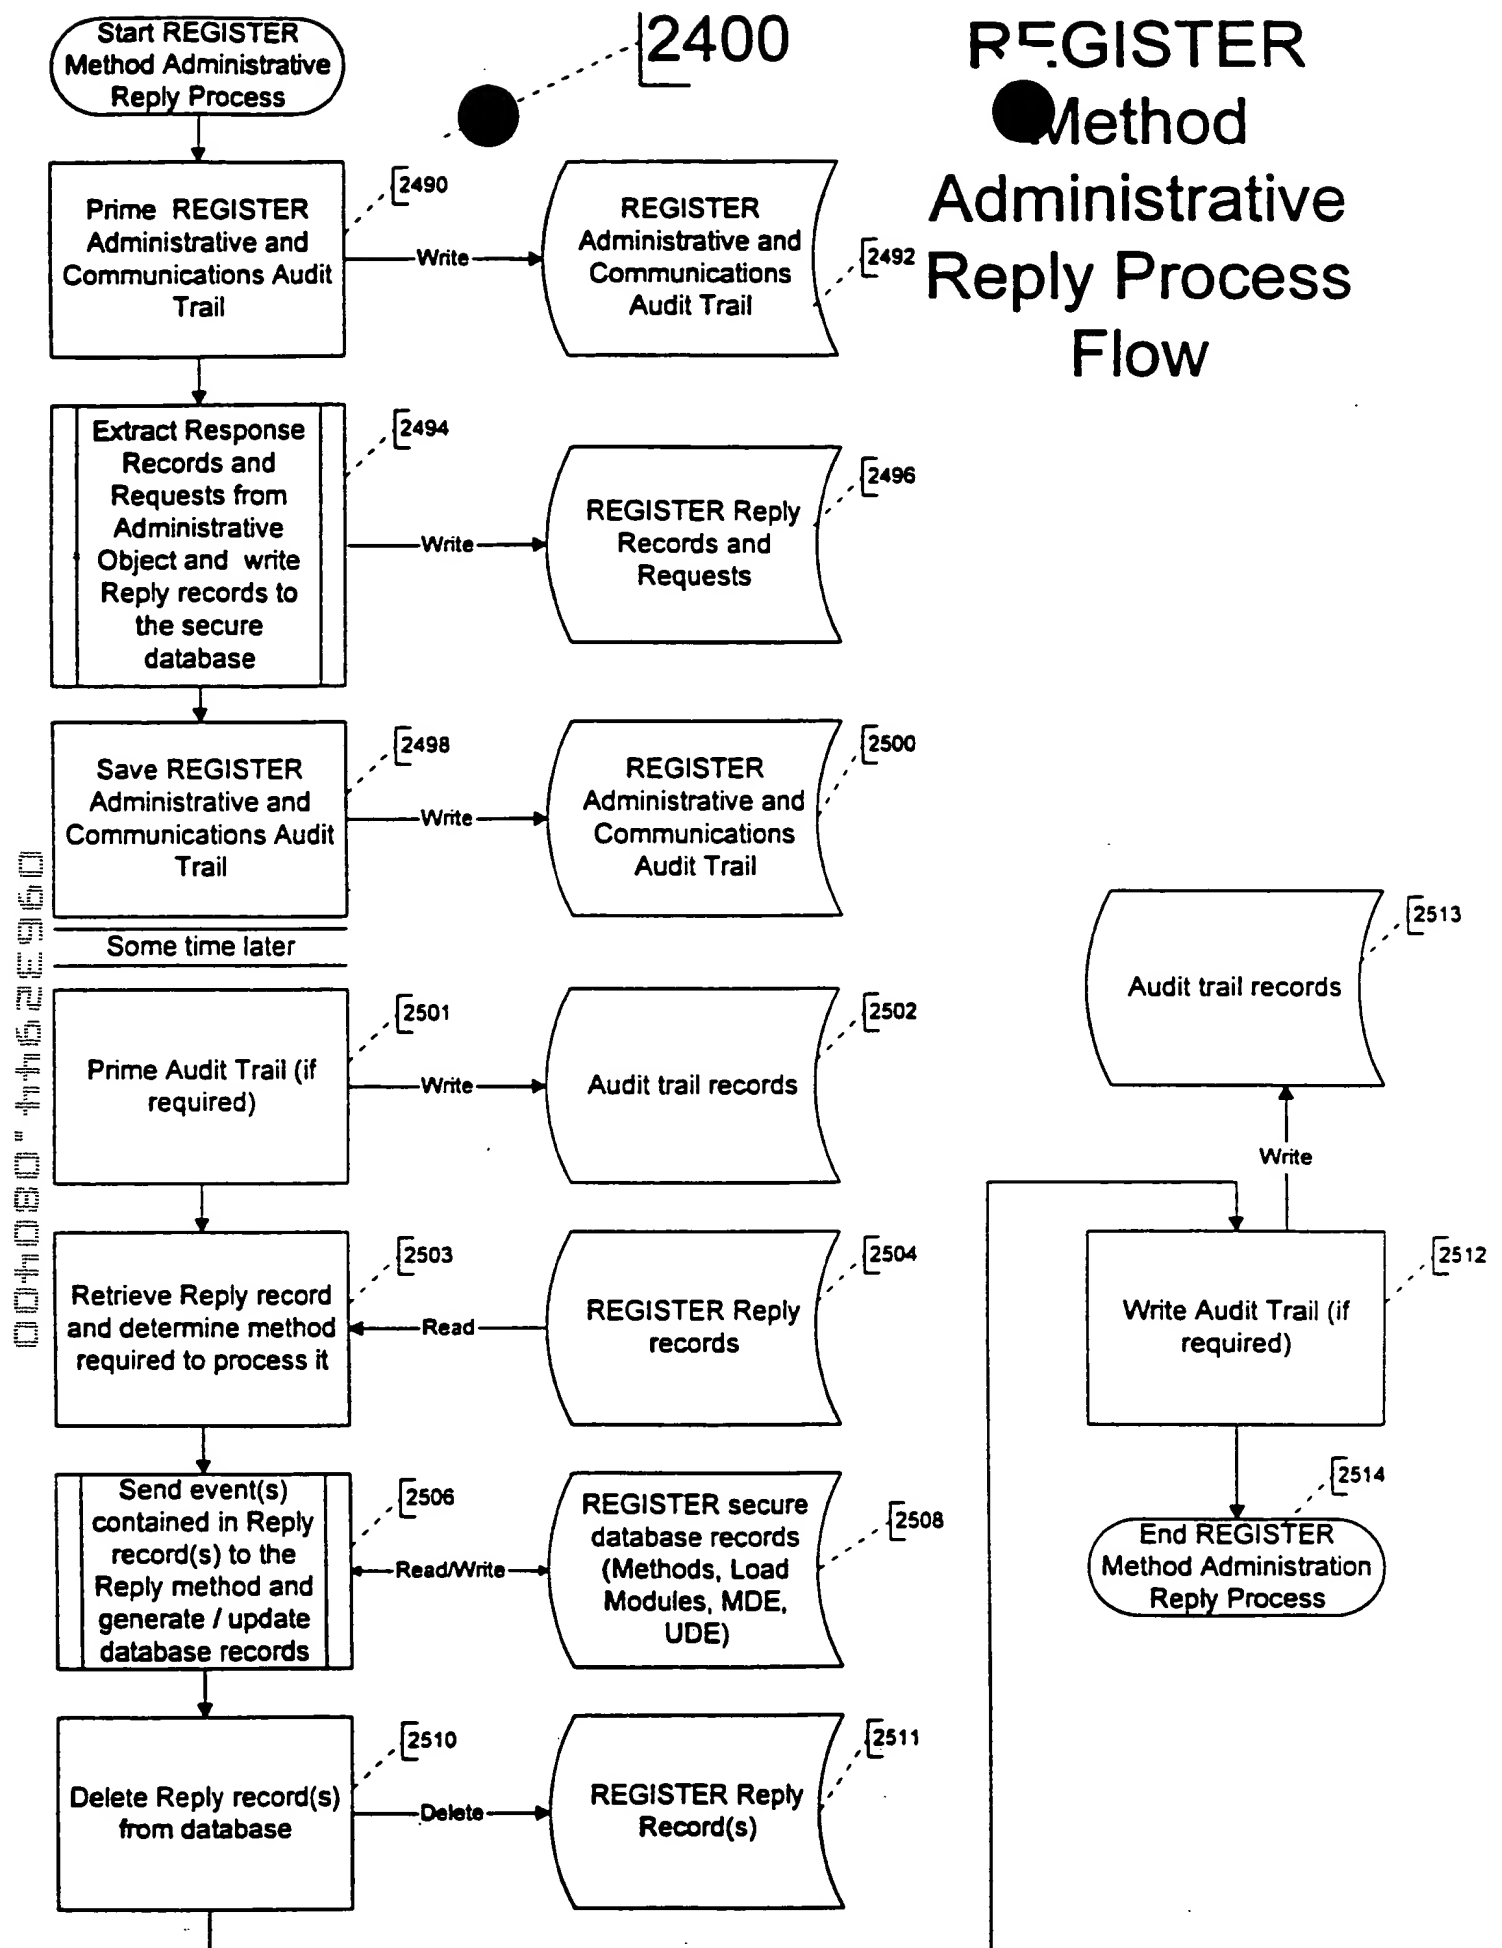 Start REGISTER
Method Administrative
Reply Process
2400
REGISTER
Method
Administrative
Reply Process
Flow
Prime REGISTER
Administrative and
Communications Audit
Trail
2490
Write
REGISTER
Administrative and
Communications
Audit Trail
2492
Extract Response
Records and
Requests from
Administrative
Object and write
Reply records to
the secure
database
2494
Write
REGISTER Reply
Records and
Requests
2496
Save REGISTER
Administrative and
Communications Audit
Trail
2498
Write
REGISTER
Administrative and
Communications
Audit Trail
2500
Some time later
Prime Audit Trail (if
required)
2501
Write
Audit trail records
2502
Retrieve Reply record
and determine method
required to process it
2503
Read
REGISTER Reply
records
2504
Send event(s)
contained in Reply
record(s) to the
Reply method and
generate / update
database records
2506
Read/Write
REGISTER secure
database records
(Methods, Load
Modules, MDE,
UDE)
2508
Delete Reply record(s)
from database
2510
Delete
REGISTER Reply
Record(s)
2511
Audit trail records
2513
Write
Write Audit Trail (if
required)
2512
2514
End REGISTER
Method Administration
Reply Process